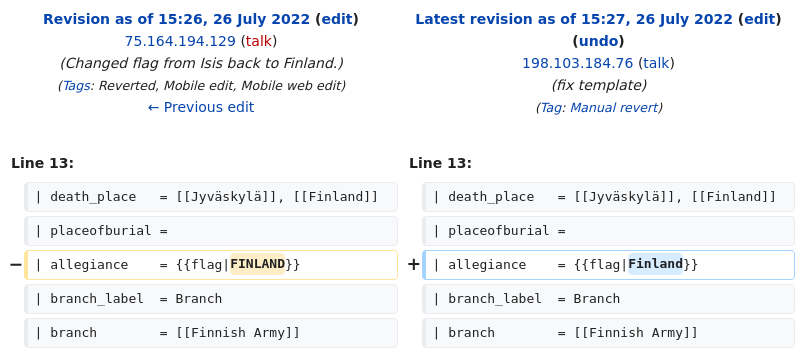 Revision as of 15:26, 26 July 2022 (edit)
75.164.194.129 (talk)
(Changed flag from Isis back to Finland.)
(Tags: Reverted, Mobile edit, Mobile web edit)
← Previous edit
Latest revision as of 15:27, 26 July 2022 (edit)
(undo)
198.103.184.76 (talk)
(fix template)
(Tag: Manual revert)
Line 13:
| death_place   = [[Jyväskylä]], [[Finland]]
| placeofburial =
− | allegiance    = {{flag|FINLAND}}
| branch_label  = Branch
| branch        = [[Finnish Army]]
Line 13:
| death_place   = [[Jyväskylä]], [[Finland]]
| placeofburial =
+ | allegiance    = {{flag|Finland}}
| branch_label  = Branch
| branch        = [[Finnish Army]]